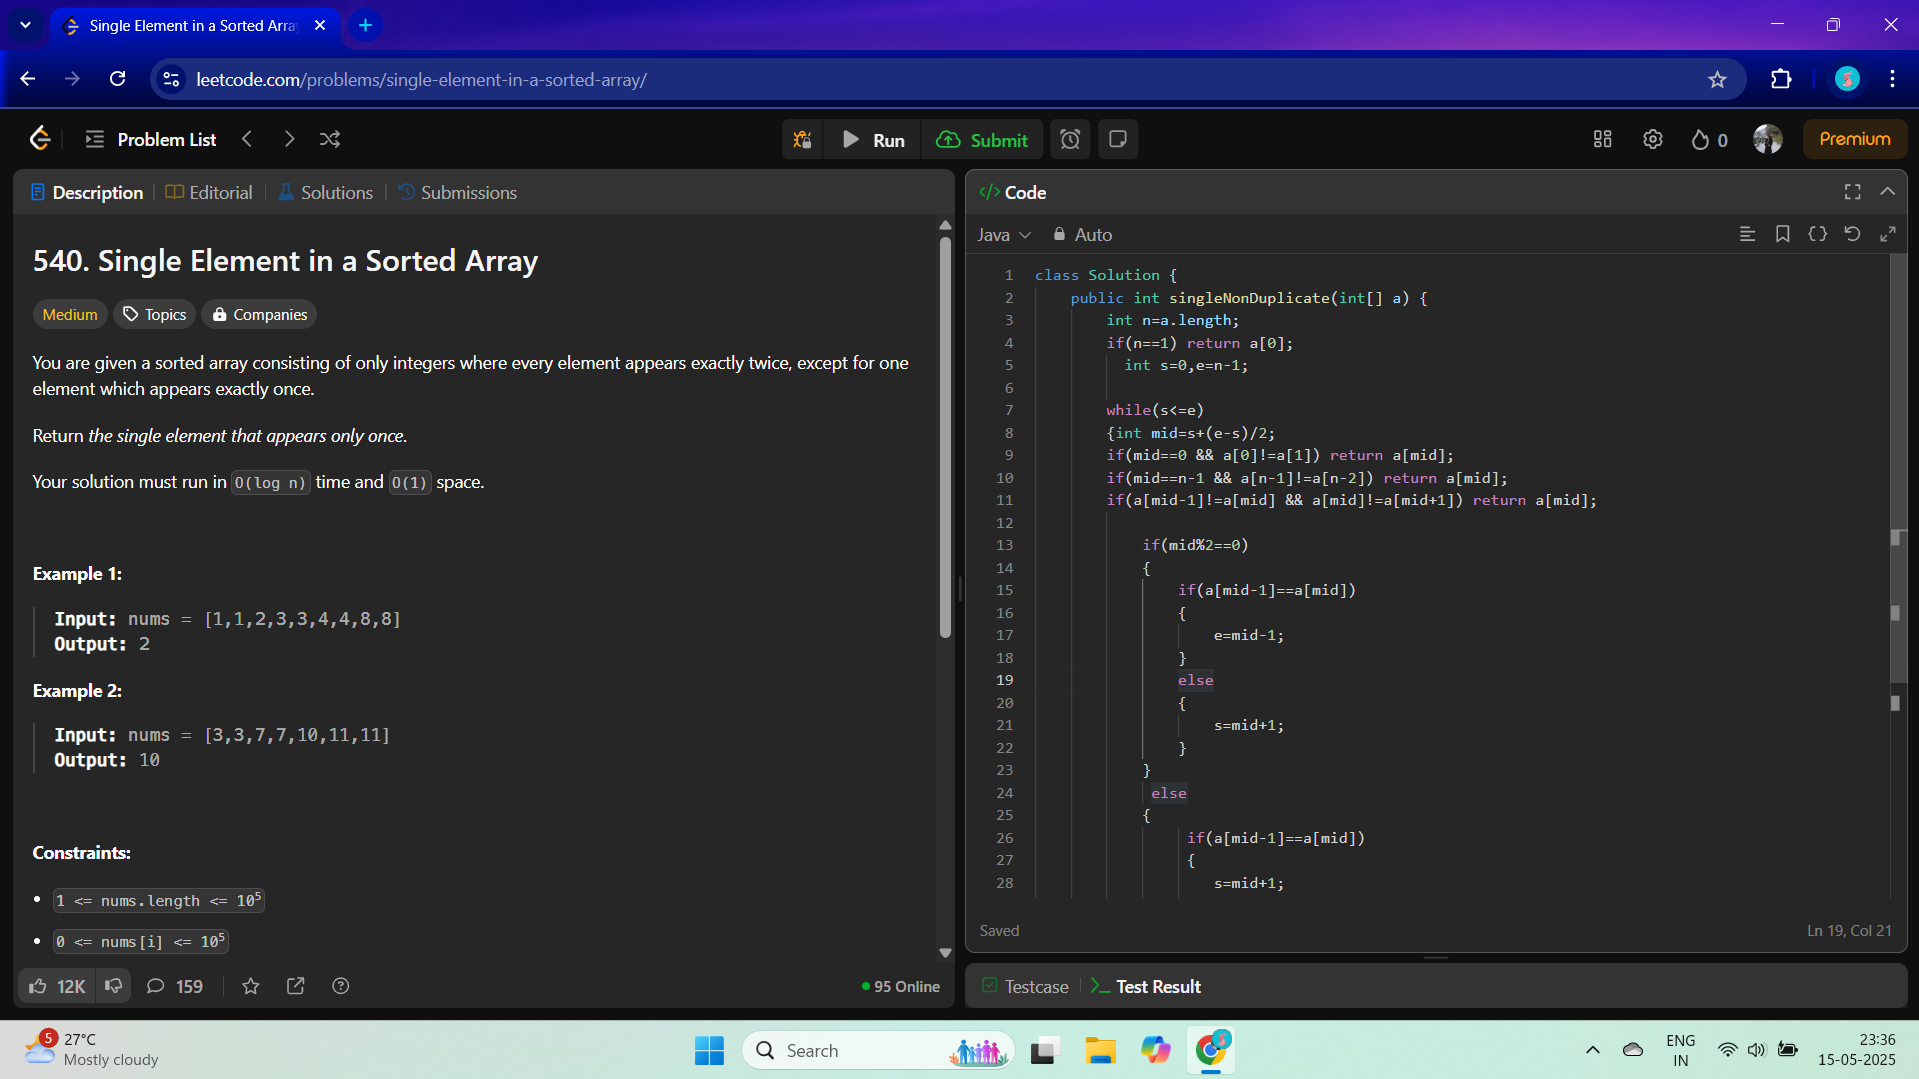 Single Element in a Sorted Arra
leetcode.com/problems/single-element-in-a-sorted-array/
Problem List
Run
Submit
0
Premium
Description
Editorial
Solutions
Submissions
540. Single Element in a Sorted Array
Medium
Topics
Companies
You are given a sorted array consisting of only integers where every element appears exactly twice, except for one
element which appears exactly once.
Return the single element that appears only once.
Your solution must run in O(log n) time and O(1) space.
Example 1:
Input: nums = [1,1,2,3,3,4,4,8,8]
Output: 2
Example 2:
Input: nums = [3,3,7,7,10,11,11]
Output: 10
Constraints:
• 1 <= nums.length <= 10⁵
• 0 <= nums[i] <= 10⁵
12K
159
95 Online
</> Code
Java
Auto
1 class Solution {
2 public int singleNonDuplicate(int[] a) {
3 int n=a.length;
4 if(n==1) return a[0];
5 int s=0,e=n-1;
6
7 while(s<=e)
8 {int mid=s+(e-s)/2;
9 if(mid==0 && a[0]!=a[1]) return a[mid];
10 if(mid==n-1 && a[n-1]!=a[n-2]) return a[mid];
11 if(a[mid-1]!=a[mid] && a[mid]!=a[mid+1]) return a[mid];
12
13 if(mid%2==0)
14 {
15 if(a[mid-1]==a[mid])
16 {
17 e=mid-1;
18 }
19 else
20 {
21 s=mid+1;
22 }
23 }
24 else
25 {
26 if(a[mid-1]==a[mid])
27 {
28 s=mid+1;
Saved
Ln 19, Col 21
Testcase
Test Result
5
27°C
Mostly cloudy
Search
ENG
IN
23:36
15-05-2025